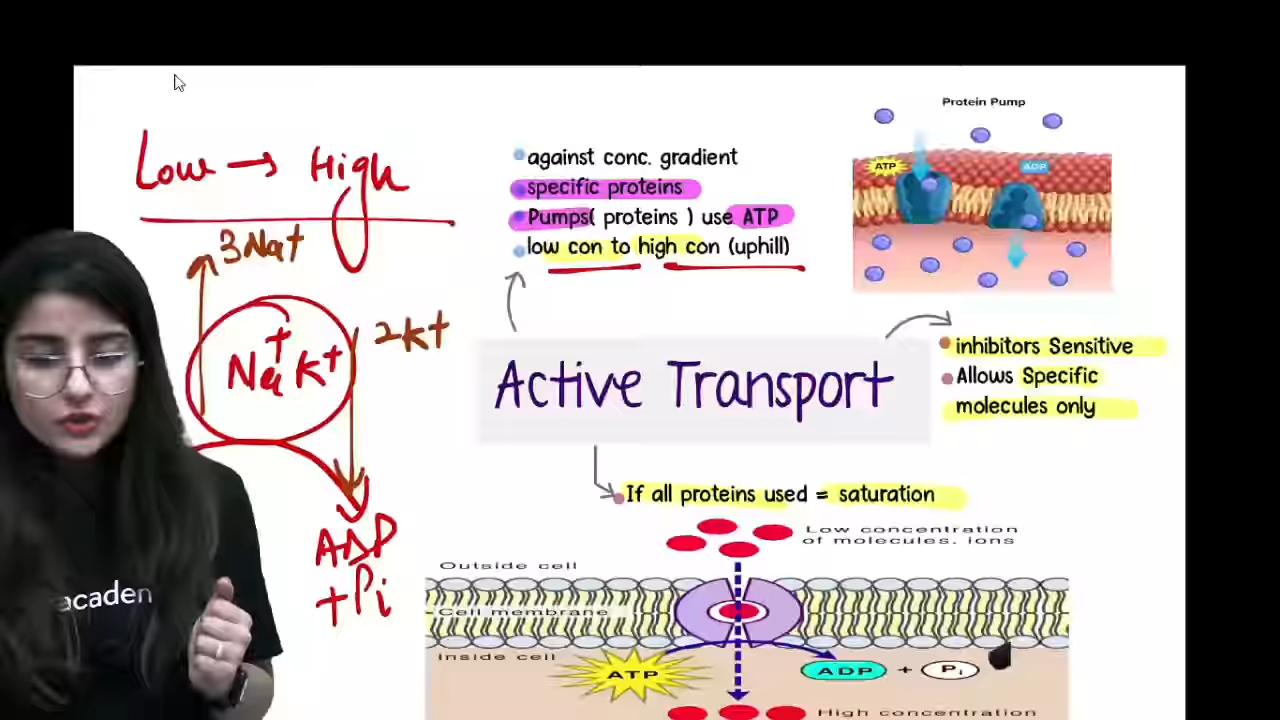 Low → High
3Na+
Na+ K+
2K+
ADP
+ Pi
academ
against conc. gradient
specific proteins
Pumps( proteins ) use ATP
low con to high con (uphill)
Protein Pump
ATP
ADP
Active Transport
inhibitors Sensitive
Allows Specific
molecules only
If all proteins used = saturation
Low concentration
of molecules. ions
Outside cell
Cell membrane
Inside cell
ATP
ADP + Pi
High concentration